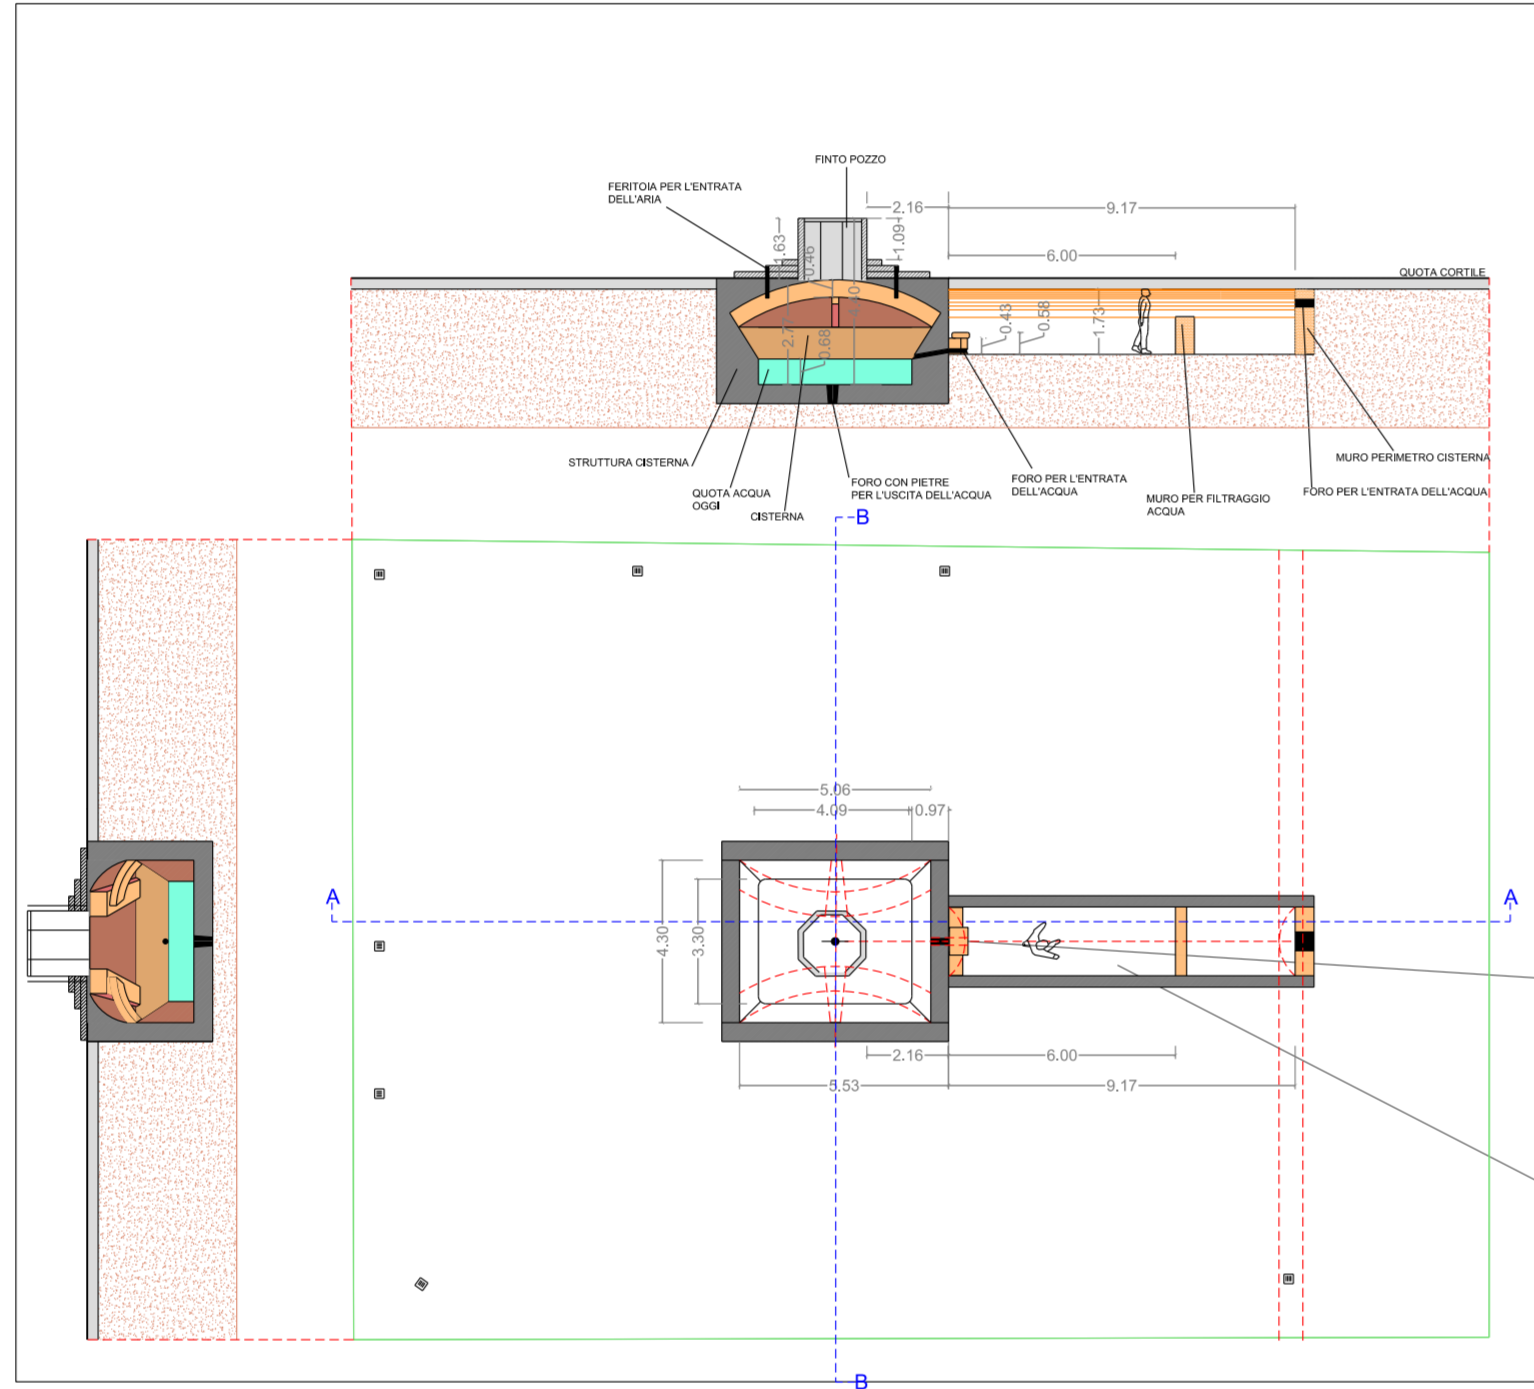 FINTO POZZO
FERITOIA PER L'ENTRATA
DELL'ARIA
2.16
9.17
1.63
1.09
0.46
6.00
QUOTA CORTILE
4.40
2.77
0.68
0.43
0.58
1.73
STRUTTURA CISTERNA
QUOTA ACQUA
OGGI
CISTERNA
FORO CON PIETRE
PER L'USCITA DELL'ACQUA
FORO PER L'ENTRATA
DELL'ACQUA
MURO PER FILTRAGGIO
ACQUA
MURO PERIMETRO CISTERNA
FORO PER L'ENTRATA DELL'ACQUA
B
5.06
4.09
0.97
A
A
4.30
3.30
2.16
6.00
5.53
9.17
B